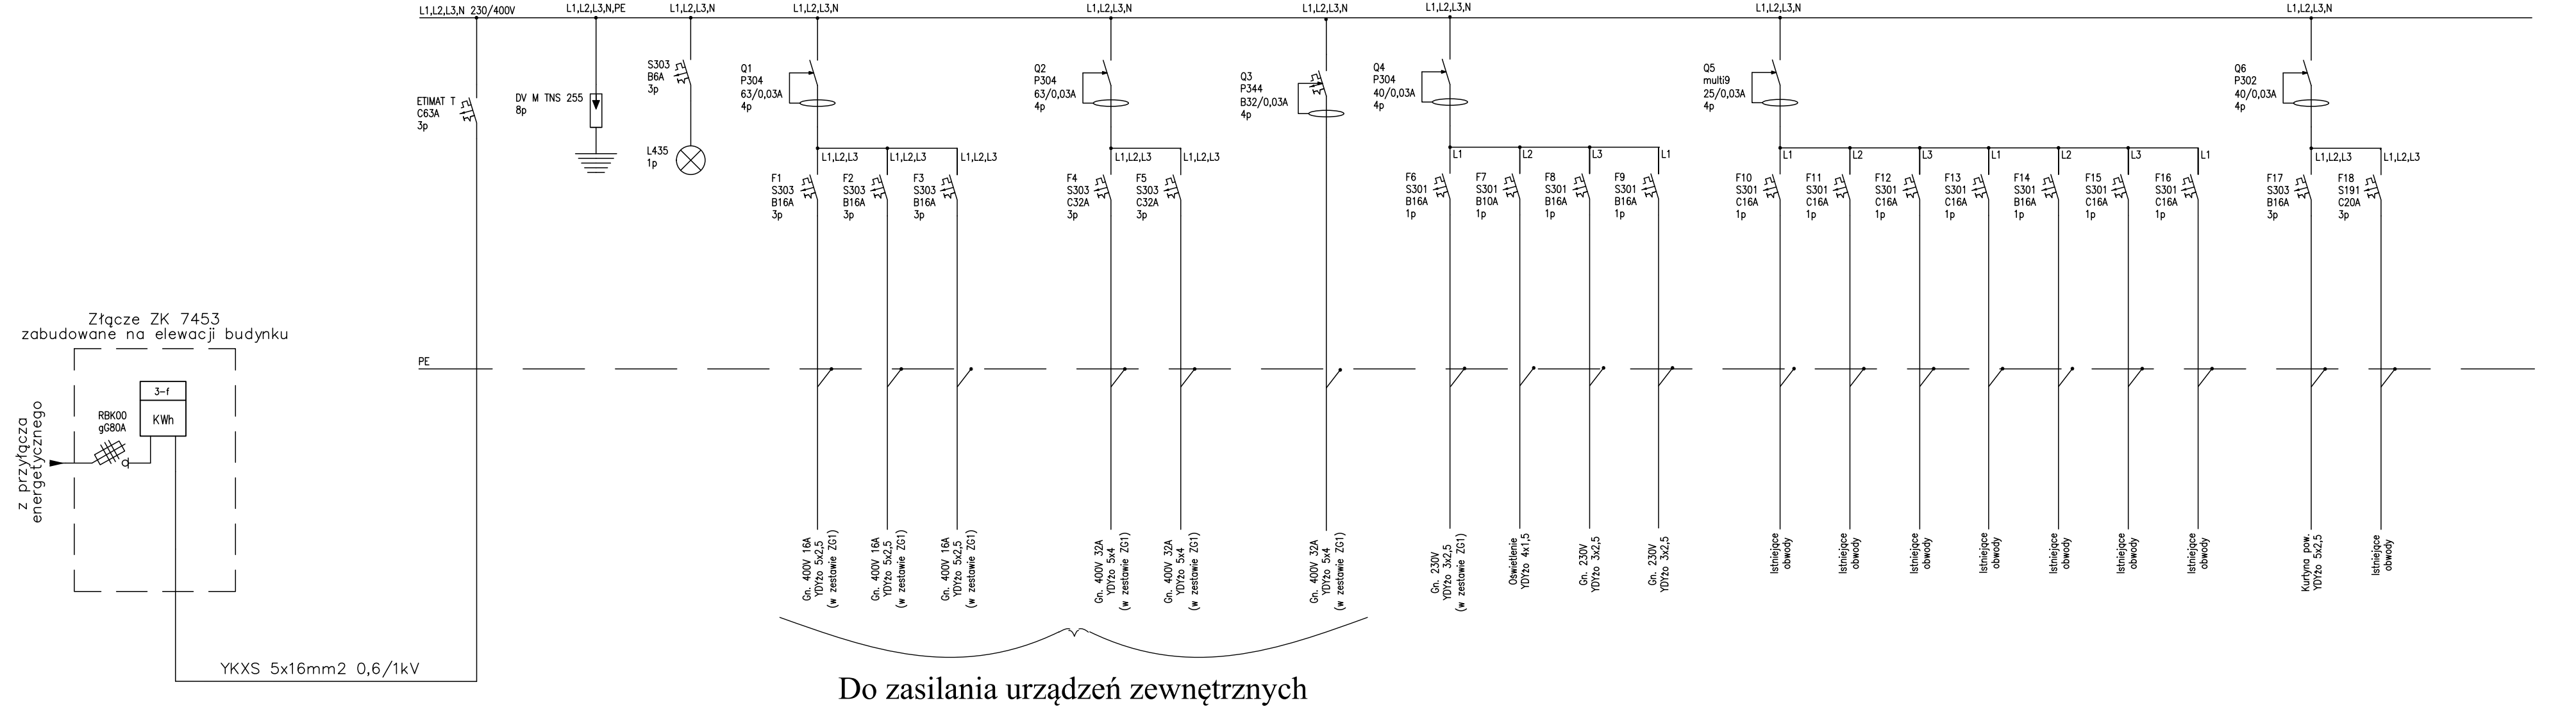 L1,L2,L3,N 230/400V
L1,L2,L3,N,PE
L1,L2,L3,N
L1,L2,L3,N
L1,L2,L3,N
L1,L2,L3,N
L1,L2,L3,N
L1,L2,L3,N
L1,L2,L3,N
ETIMAT T
C63A
3p
DV M TNS 255
8p
S303
B6A
3p
L435
1p
Q1
P304
63/0,03A
4p
Q2
P304
63/0,03A
4p
Q3
P344
B32/0,03A
4p
Q4
P304
40/0,03A
4p
Q5
multi9
25/0,03A
4p
Q6
P302
40/0,03A
4p
L1,L2,L3
L1,L2,L3
L1,L2,L3
L1,L2,L3
L1,L2,L3
L1
L2
L3
L1
L1
L2
L3
L1
L2
L3
L1
L1,L2,L3
L1,L2,L3
F1
S303
B16A
3p
F2
S303
B16A
3p
F3
S303
B16A
3p
F4
S303
C32A
3p
F5
S303
C32A
3p
F6
S301
B16A
1p
F7
S301
B10A
1p
F8
S301
B16A
1p
F9
S301
B16A
1p
F10
S301
C16A
1p
F11
S301
C16A
1p
F12
S301
C16A
1p
F13
S301
C16A
1p
F14
S301
B16A
1p
F15
S301
C16A
1p
F16
S301
C16A
1p
F17
S303
B16A
3p
F18
S191
C20A
3p
Złącze ZK 7453
zabudowane na elewacji budynku
PE
3-f
KWh
RBK00
gG80A
z przyłącza
energetycznego
YKXS 5x16mm2 0,6/1kV
Gn. 400V 16A
YDYżo 5x2,5
(w zestawie ZG1)
Gn. 400V 16A
YDYżo 5x2,5
(w zestawie ZG1)
Gn. 400V 16A
YDYżo 5x2,5
(w zestawie ZG1)
Gn. 400V 32A
YDYżo 5x4
(w zestawie ZG1)
Gn. 400V 32A
YDYżo 5x4
(w zestawie ZG1)
Gn. 400V 32A
YDYżo 5x4
(w zestawie ZG1)
Gn. 230V
YDYżo 3x2,5
(w zestawie ZG1)
Oświetlenie
YDYżo 4x1,5
Gn. 230V
YDYżo 3x2,5
Gn. 230V
YDYżo 3x2,5
Istniejące
obwody
Istniejące
obwody
Istniejące
obwody
Istniejące
obwody
Istniejące
obwody
Istniejące
obwody
Istniejące
obwody
Kurtyna pow.
YDYżo 5x2,5
Istniejące
obwody
Do zasilania urządzeń zewnętrznych